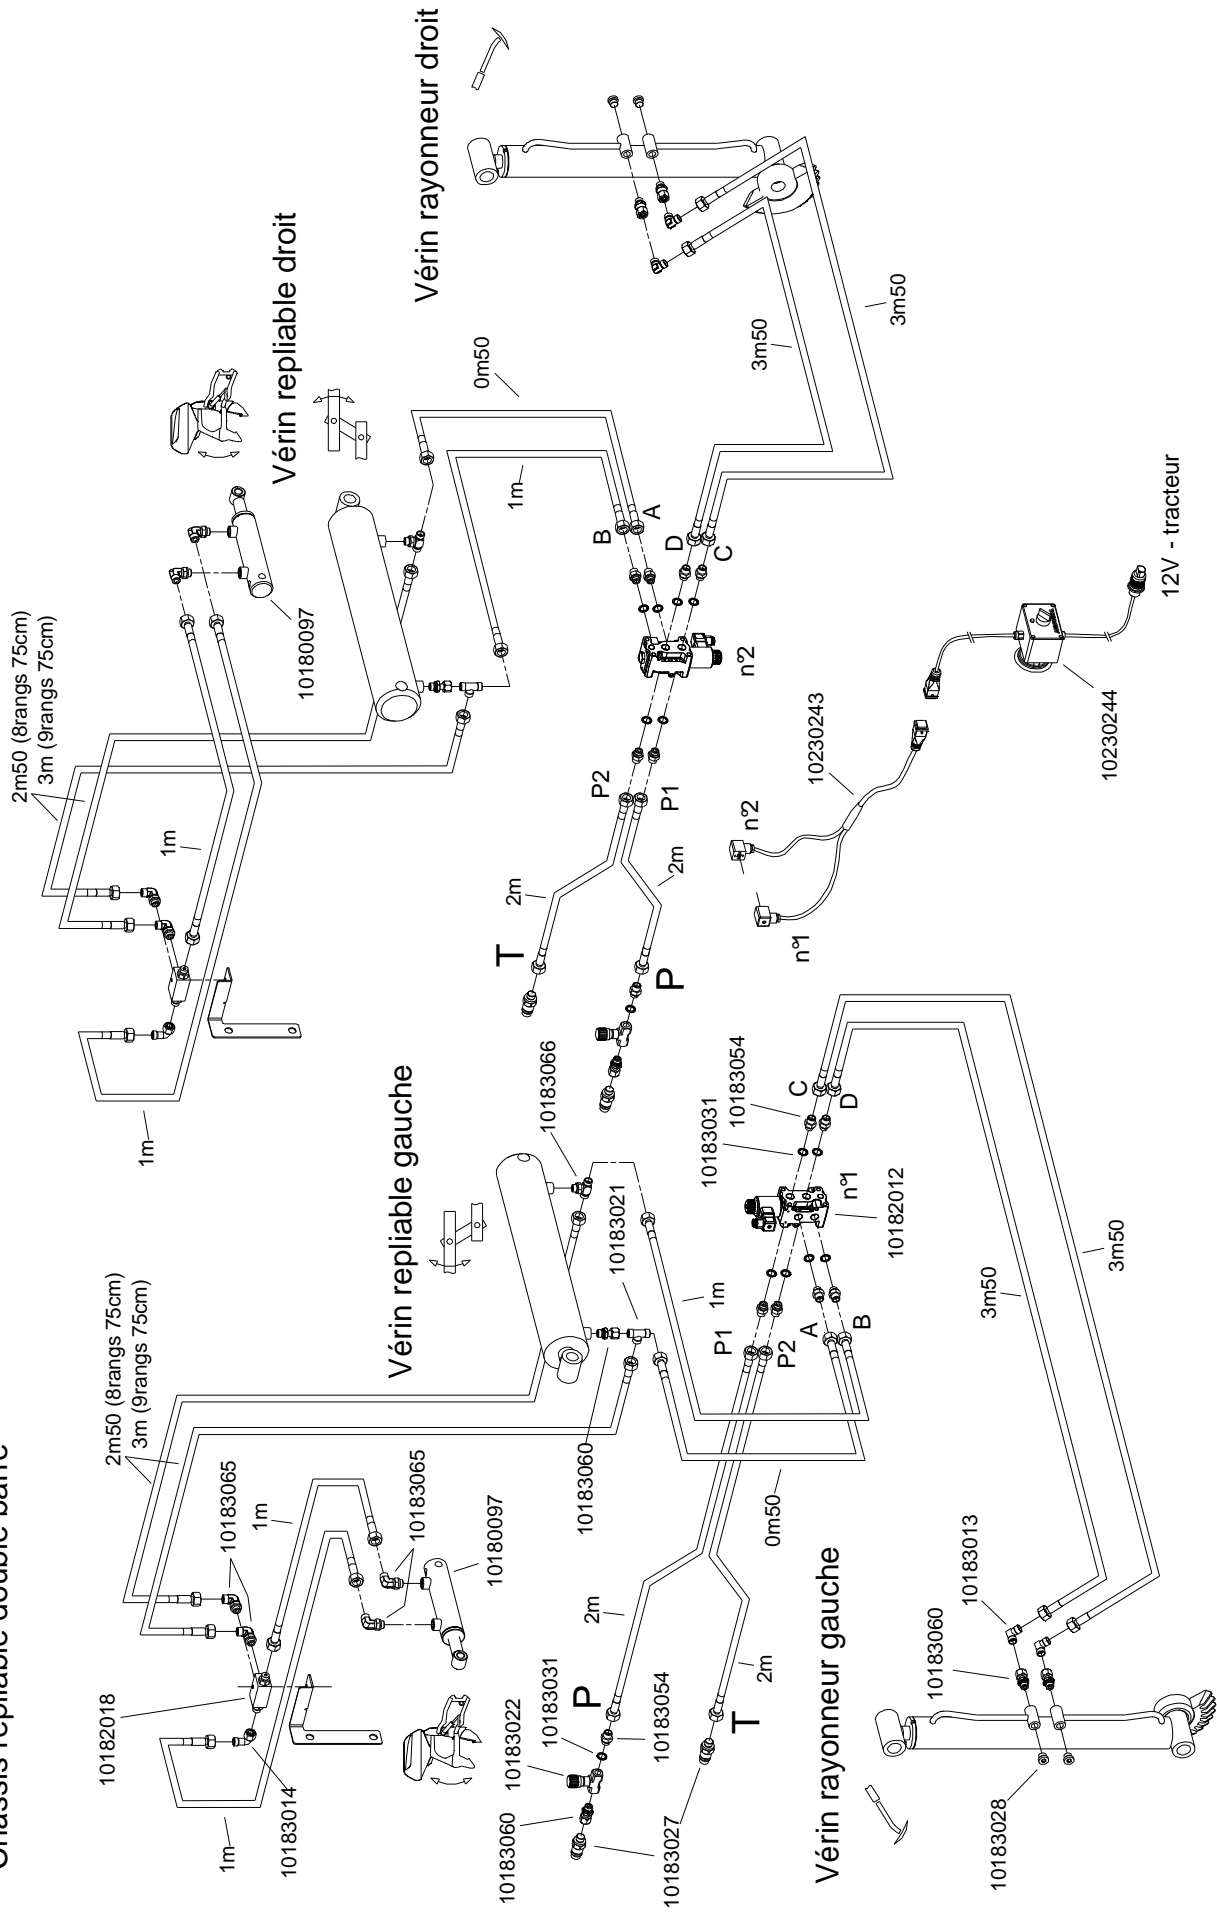 Chassis repliable double barre
2m50 (8rangs 75cm)
3m (9rangs 75cm)
2m50 (8rangs 75cm)
3m (9rangs 75cm)
10182018
1m
10183014
10183065
1m
1m
1m
10183065
10180097
10180097
Vérin repliable droit
Vérin repliable gauche
Vérin rayonneur droit
10183060
10183022
10183031
P
10183054
10183027
2m
T
2m
10183060
10183021
10183066
0m50
1m
P1
P2
A
B
1m
0m50
B
A
D
C
n°2
P2
P1
2m
2m
T
P
10183031
10183054
C
D
n°1
10182012
3m50
3m50
3m50
3m50
Vérin rayonneur gauche
10183060
10183013
10183028
n°1
n°2
10230243
10230244
12V - tracteur